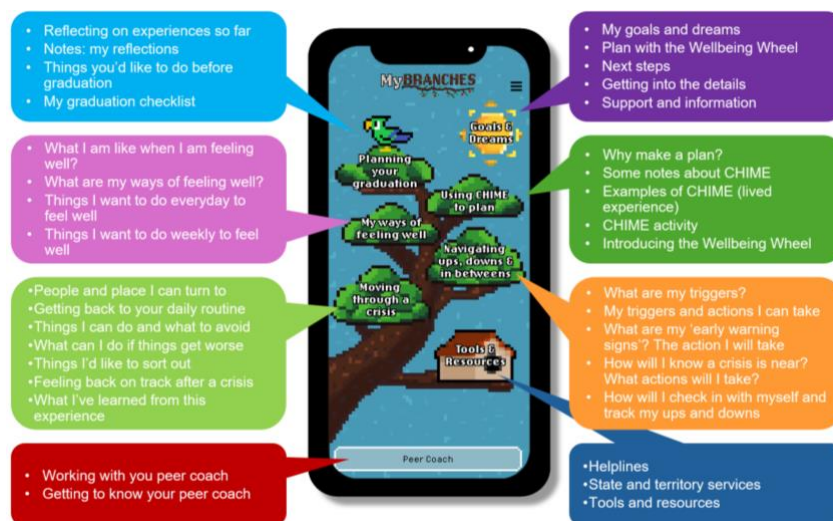 • Reflecting on experiences so far
• Notes: my reflections
• Things you'd like to do before
graduation
• My graduation checklist
• What I am like when I am feeling
well?
• What are my ways of feeling well?
• Things I want to do everyday to
feel well
• Things I want to do weekly to feel
well
•People and place I can turn to
•Getting back to your daily routine
•Things I can do and what to avoid
•What can I do if things get worse
•Things I'd like to sort out
•Feeling back on track after a crisis
•What I've learned from this
experience
• Working with you peer coach
• Getting to know your peer coach
MyBRANCHES
Goals &
Dreams
Planning
your
graduation
Using CHIME
to plan
My ways of
feeling well
Navigating
ups, downs &
in betweens
Moving
through a
crisis
Tools &
Resources
Peer Coach
• My goals and dreams
• Plan with the Wellbeing Wheel
• Next steps
• Getting into the details
• Support and information
• Why make a plan?
• Some notes about CHIME
• Examples of CHIME (lived
experience)
• CHIME activity
• Introducing the Wellbeing Wheel
• What are my triggers?
• My triggers and actions I can take
• What are my 'early warning
signs'? The action I will take
• How will I know a crisis is near?
What actions will I take?
• How will I check in with myself and
track my ups and downs
•Helplines
•State and territory services
•Tools and resources